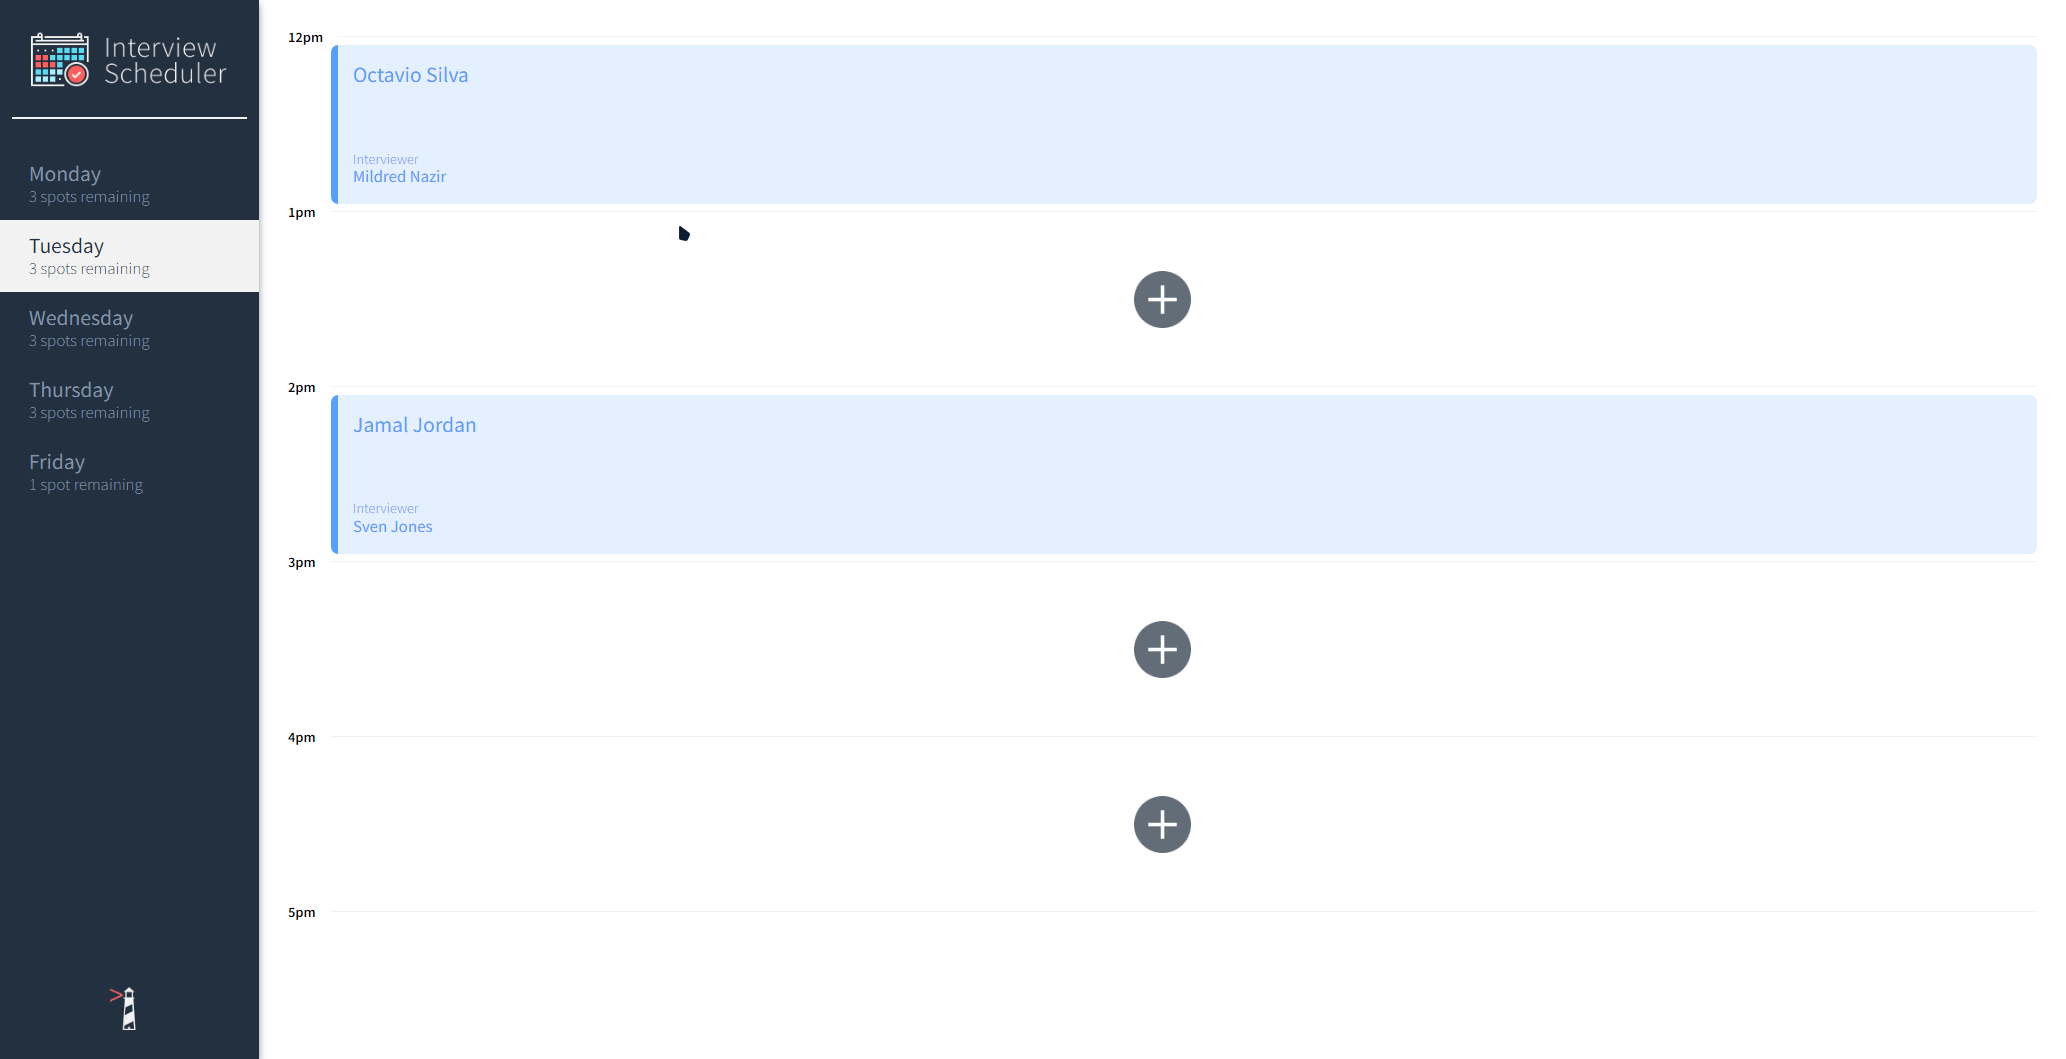 Interview
Scheduler
Monday
3 spots remaining
Tuesday
3 spots remaining
Wednesday
3 spots remaining
Thursday
3 spots remaining
Friday
1 spot remaining
12pm
Octavio Silva
Interviewer
Mildred Nazir
1pm
2pm
Jamal Jordan
Interviewer
Sven Jones
3pm
4pm
5pm